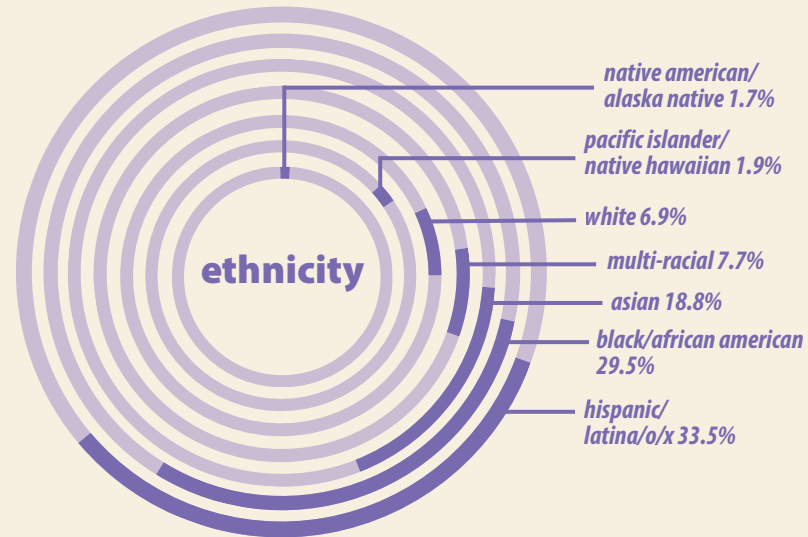 native american/
alaska native 1.7%
pacific islander/
native hawaiian 1.9%
white 6.9%
ethnicity
multi-racial 7.7%
asian 18.8%
black/african american
29.5%
hispanic/
latina/o/x 33.5%